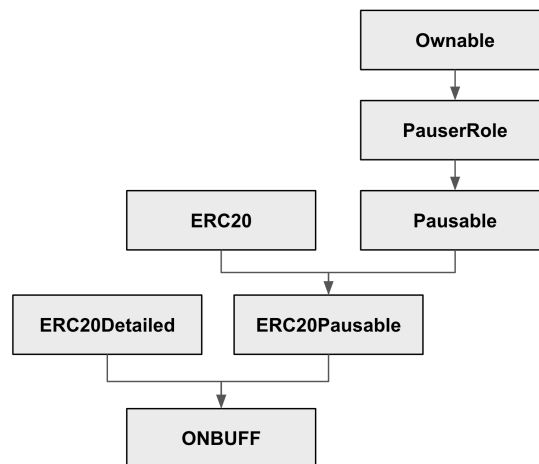 Ownable
PauserRole
ERC20
Pausable
ERC20Detailed
ERC20Pausable
ONBUFF